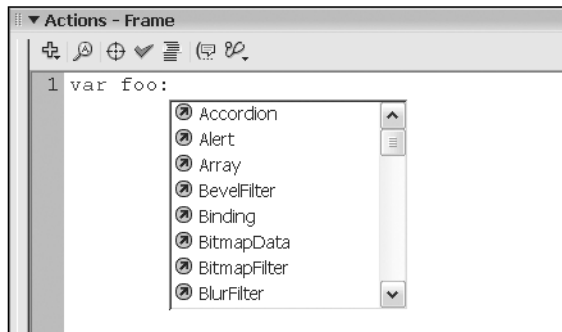 Actions - Frame
1 var foo:
Accordion
Alert
Array
BevelFilter
Binding
BitmapData
BitmapFilter
BlurFilter